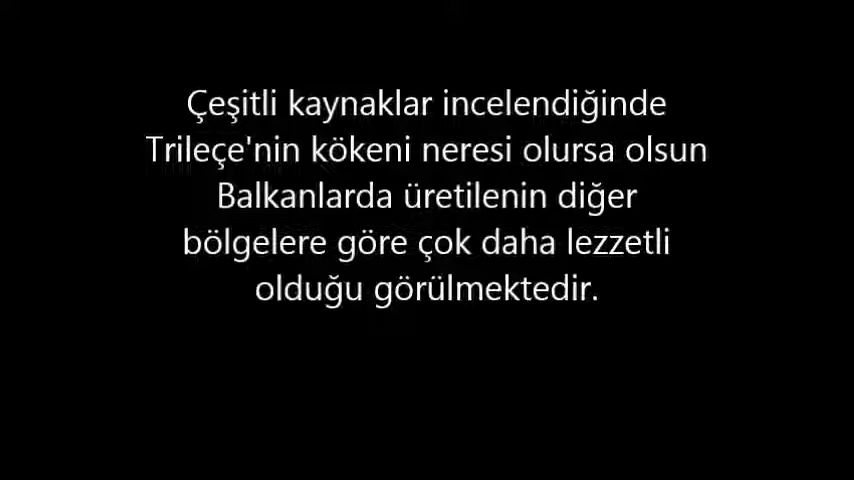 Çeşitli kaynaklar incelendiğinde
Trileçe'nin kökeni neresi olursa olsun
Balkanlarda üretilenin diğer
bölgelere göre çok daha lezzetli
olduğu görülmektedir.